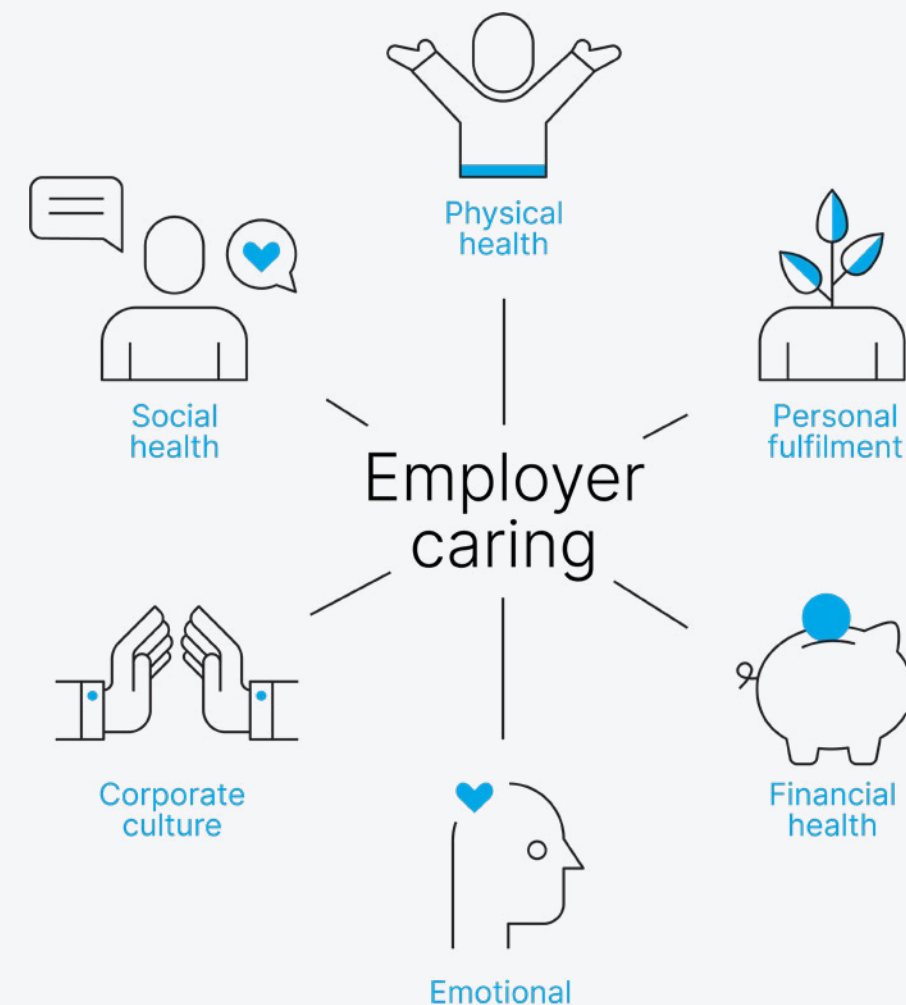 Physical
health
Social
health
Personal
fulfilment
Employer
caring
Corporate
culture
Financial
health
Emotional